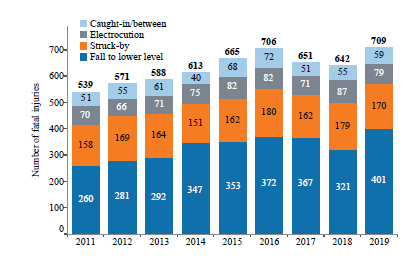 Caught-in/between
Electrocution
Struck-by
Fall to lower level
Number of fatal injuries
700
600
500
400
300
200
100
0
539 571 588 613 665 706 651 642 709
51 55 61 40 68 72 51 55 59
70 66 71 75 82 82 71 87 79
158 169 164 151 162 180 162 179 170
260 281 292 347 353 372 367 321 401
2011 2012 2013 2014 2015 2016 2017 2018 2019